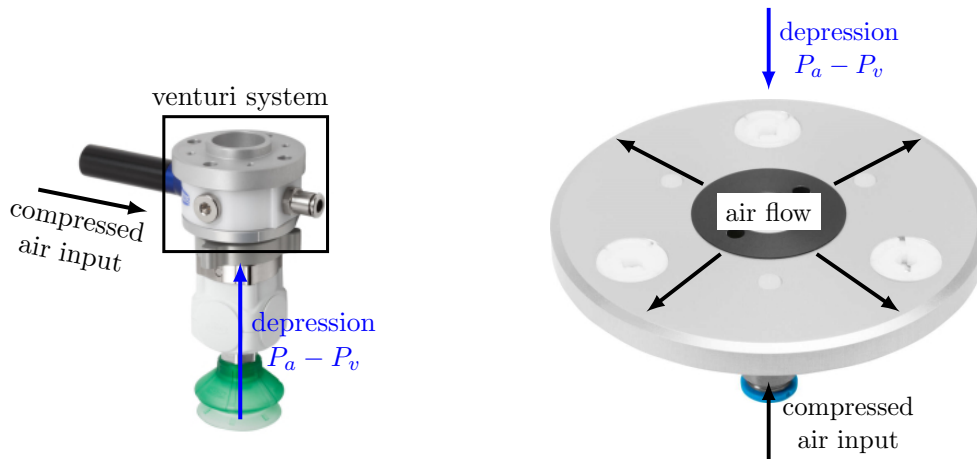 venturi system
compressed
air input
depression
$P_a - P_v$
depression
$P_a - P_v$
air flow
compressed
air input